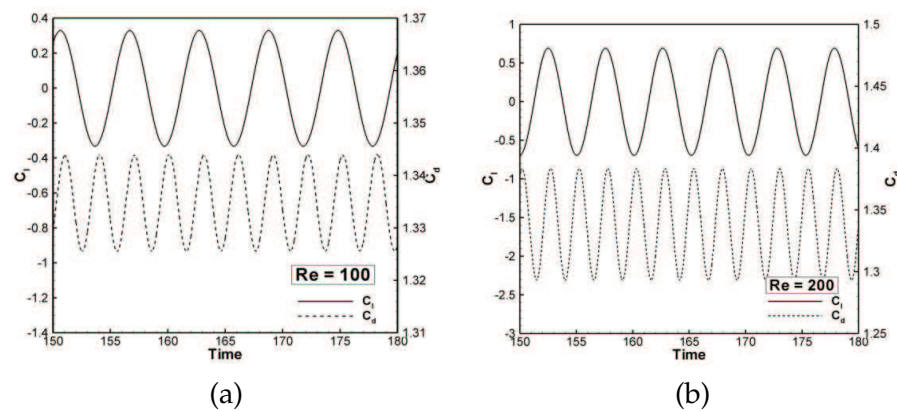 0.4
0.2
0
-0.2
-0.4
-0.6
-0.8
-1
-1.2
-1.4
C_l
1.37
1.36
1.35
1.34
1.33
1.32
1.31
C_d
Re = 100
C_l
C_d
150 155 160 165 170 175 180
Time
(a)
1
0.5
0
-0.5
-1
-1.5
-2
-2.5
-3
C_l
1.5
1.45
1.4
1.35
1.3
1.25
C_d
Re = 200
C_l
C_d
150 155 160 165 170 175 180
Time
(b)